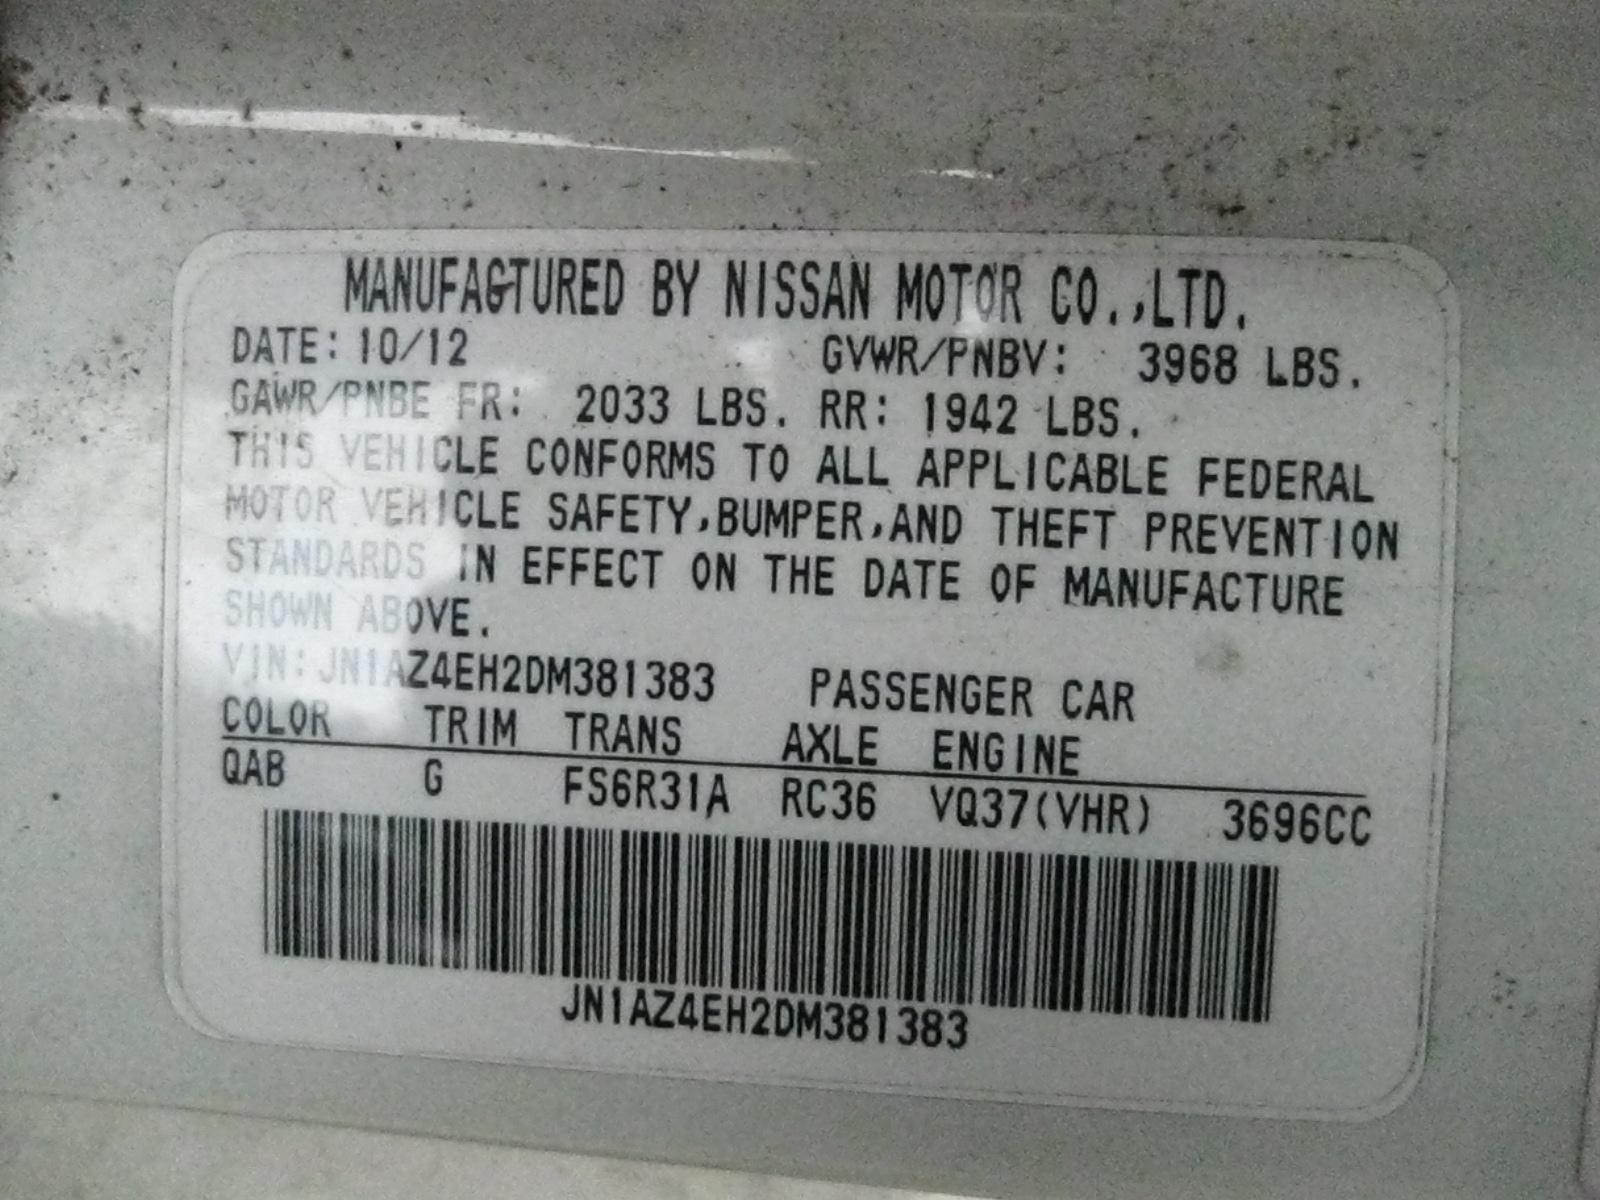 MANUFACTURED BY NISSAN MOTOR CO.,LTD.
DATE: 10/12 GVWR/PNBV: 3968 LBS.
GAWR/PNBE FR: 2033 LBS. RR: 1942 LBS.
THIS VEHICLE CONFORMS TO ALL APPLICABLE FEDERAL
MOTOR VEHICLE SAFETY,BUMPER,AND THEFT PREVENTION
STANDARDS IN EFFECT ON THE DATE OF MANUFACTURE
SHOWN ABOVE.
VIN: JN1AZ4EH2DM381383 PASSENGER CAR
COLOR TRIM TRANS AXLE ENGINE
QAB G FS6R31A RC36 VQ37(VHR) 3696CC
JN1AZ4EH2DM381383